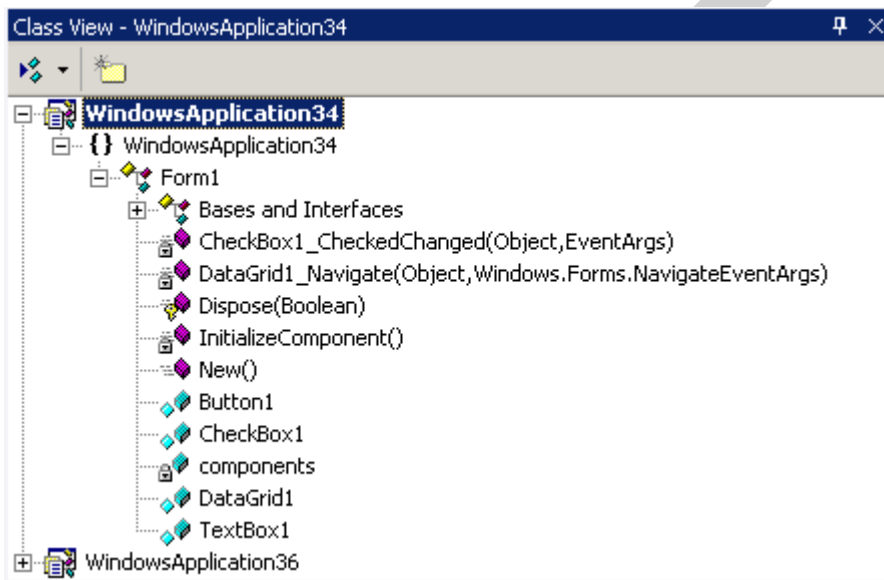 Class View - WindowsApplication34
WindowsApplication34
{} WindowsApplication34
Form1
Bases and Interfaces
CheckBox1_CheckedChanged(Object,EventArgs)
DataGrid1_Navigate(Object,Windows.Forms.NavigateEventArgs)
Dispose(Boolean)
InitializeComponent()
New()
Button1
CheckBox1
components
DataGrid1
TextBox1
WindowsApplication36